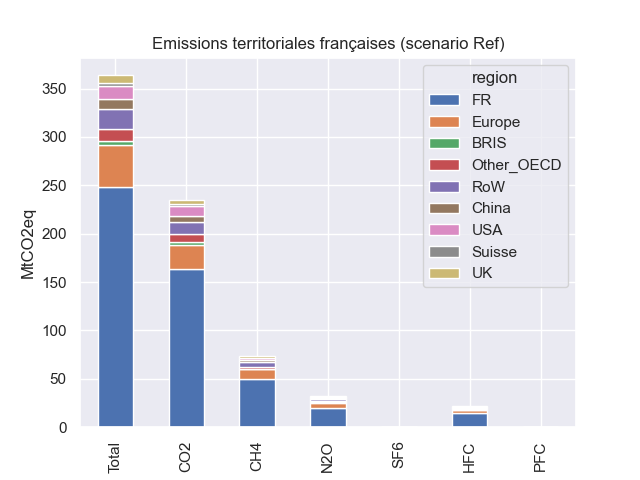 Emissions territoriales françaises (scenario Ref)
MtCO2eq
350
300
250
200
150
100
50
0
Total
CO2
CH4
N2O
SF6
HFC
PFC
region
FR
Europe
BRIS
Other_OECD
RoW
China
USA
Suisse
UK